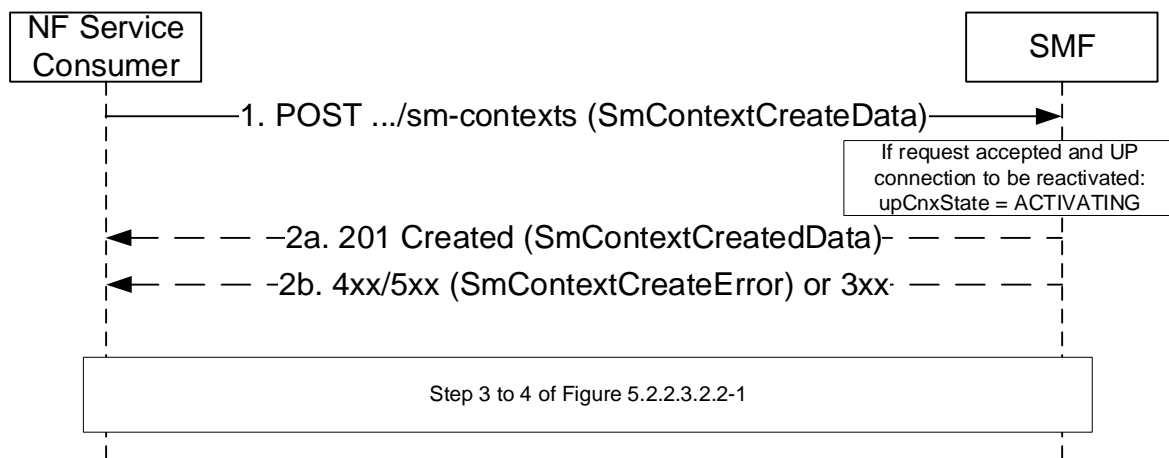 NF Service
Consumer
SMF
1. POST .../sm-contexts (SmContextCreateData)
If request accepted and UP
connection to be reactivated:
upCnxState = ACTIVATING
2a. 201 Created (SmContextCreatedData)
2b. 4xx/5xx (SmContextCreateError) or 3xx
Step 3 to 4 of Figure 5.2.2.3.2.2-1